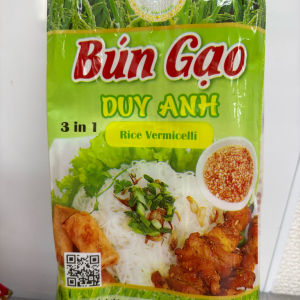 Bún Gạo
DUY ANH
3 in 1
Rice Vermicelli